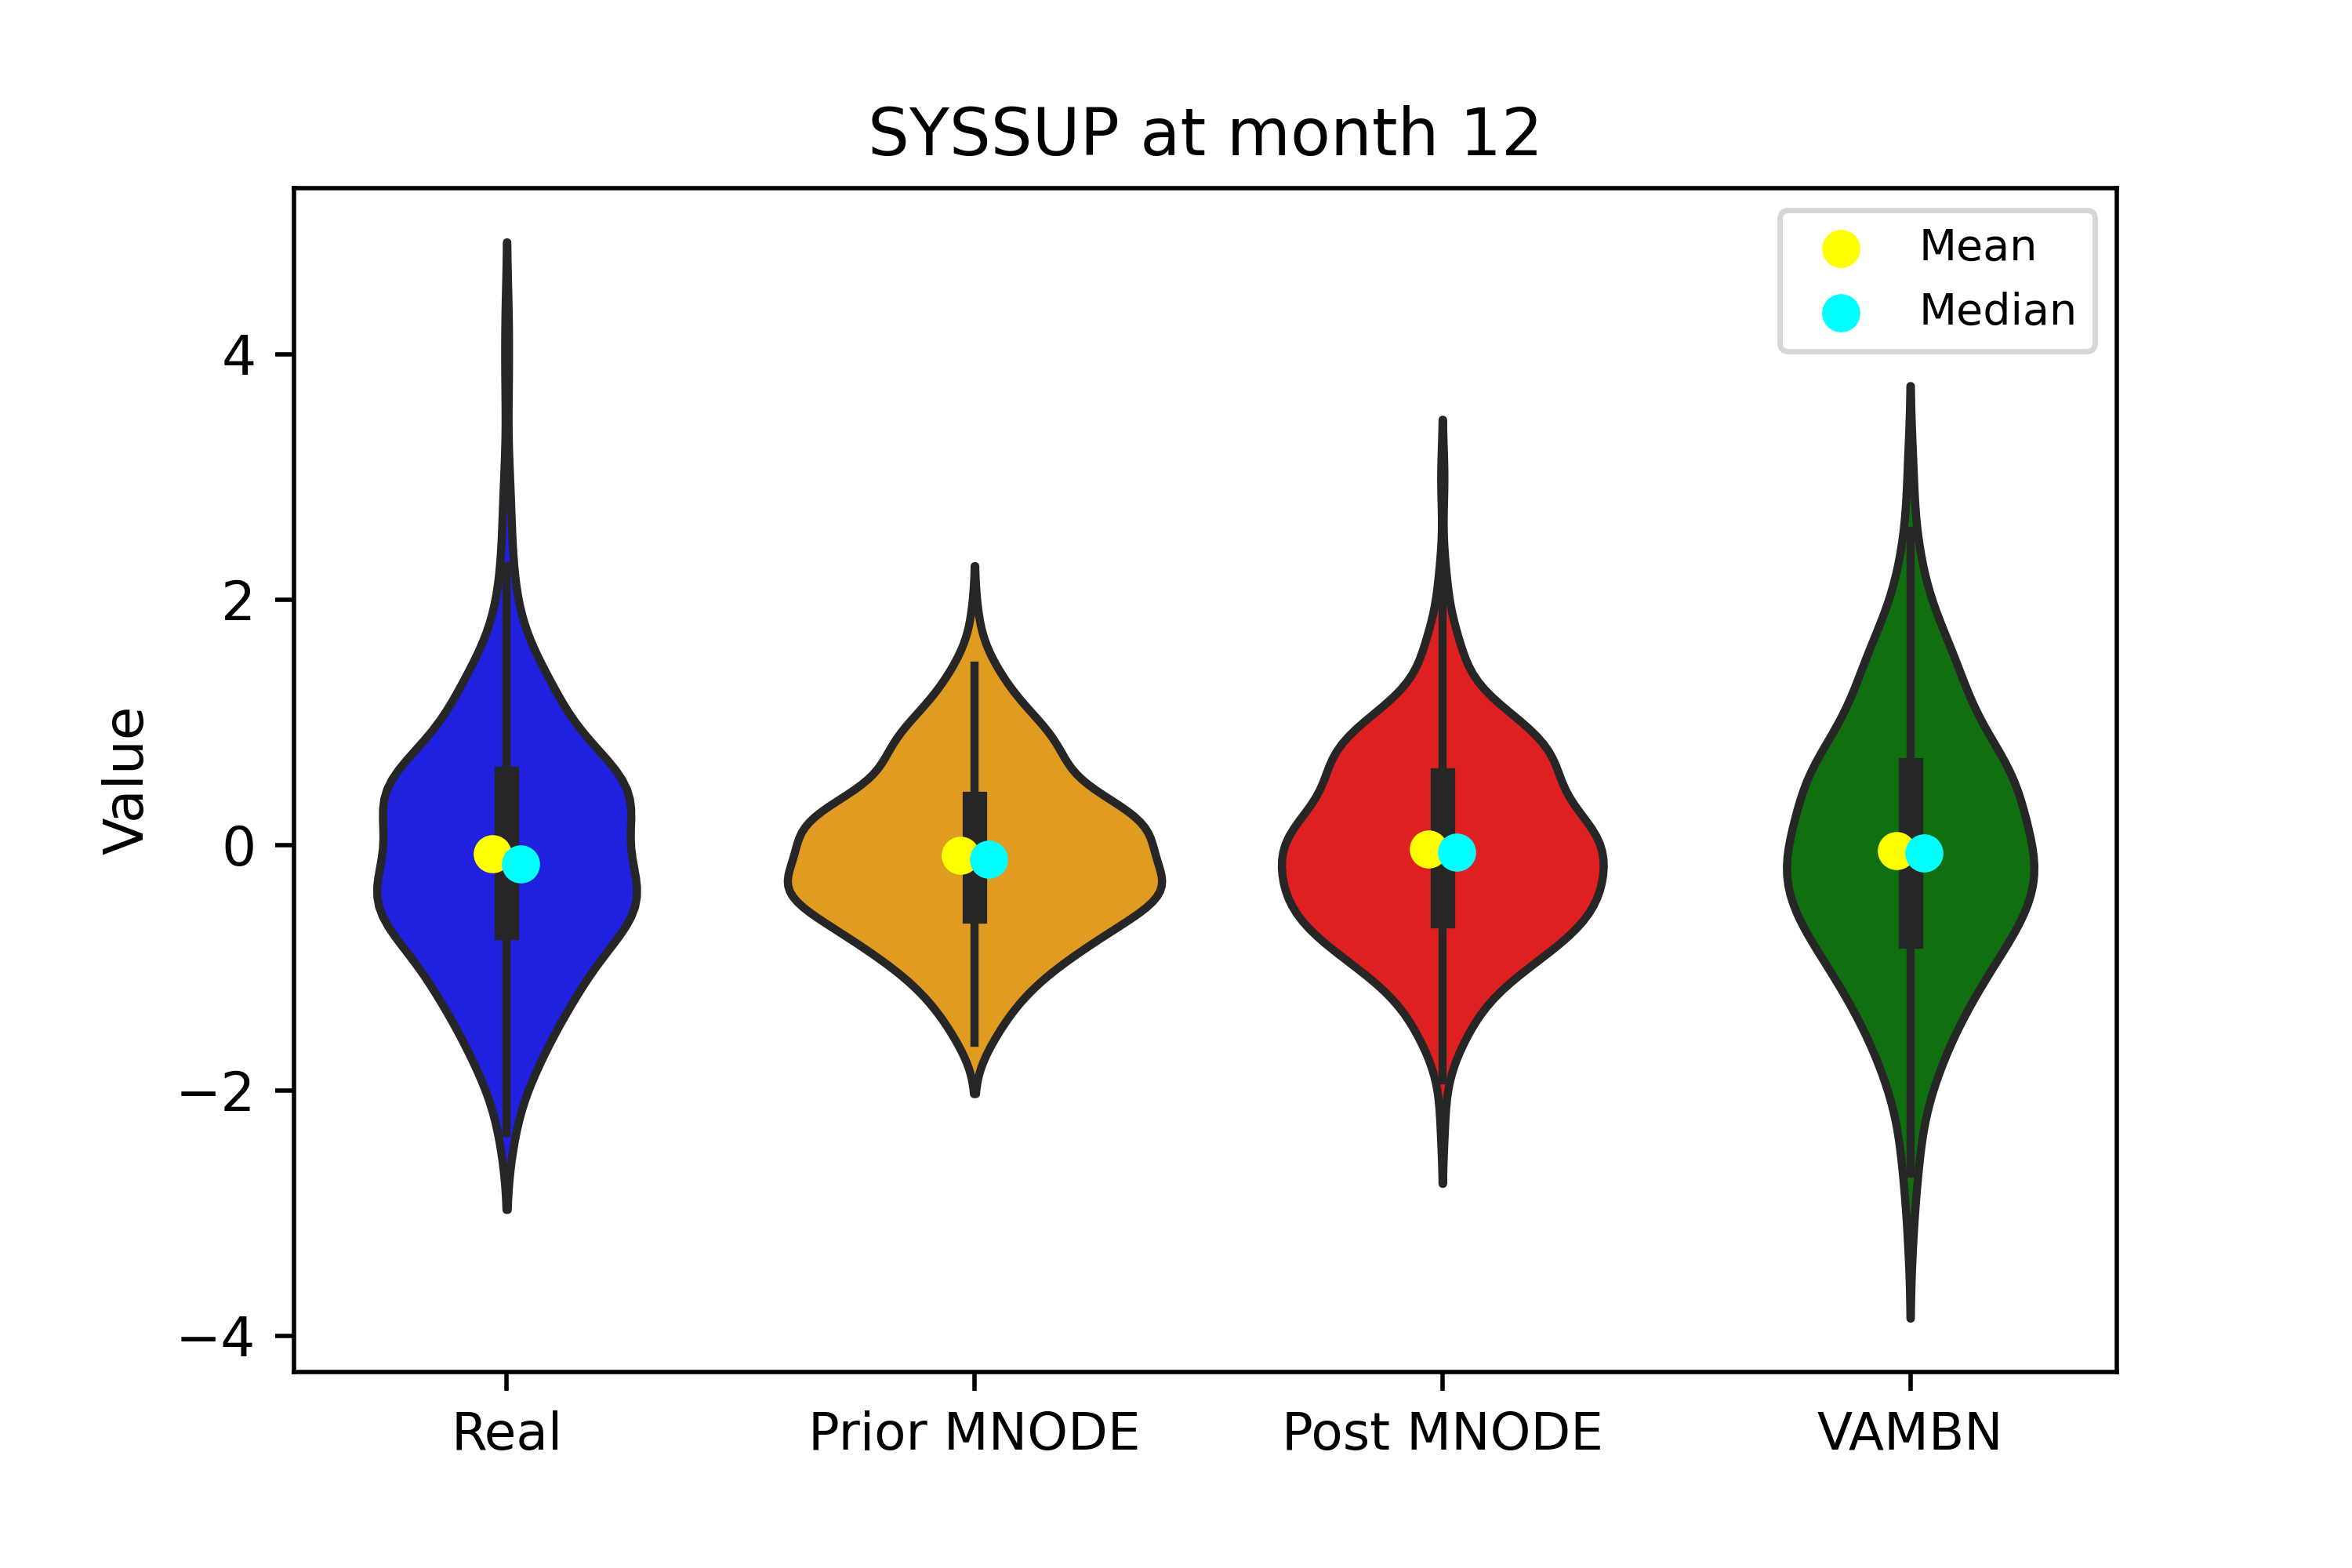 SYSSUP at month 12
Mean
Median
4
2
0
−2
−4
Value
Real Prior MNODE Post MNODE VAMBN